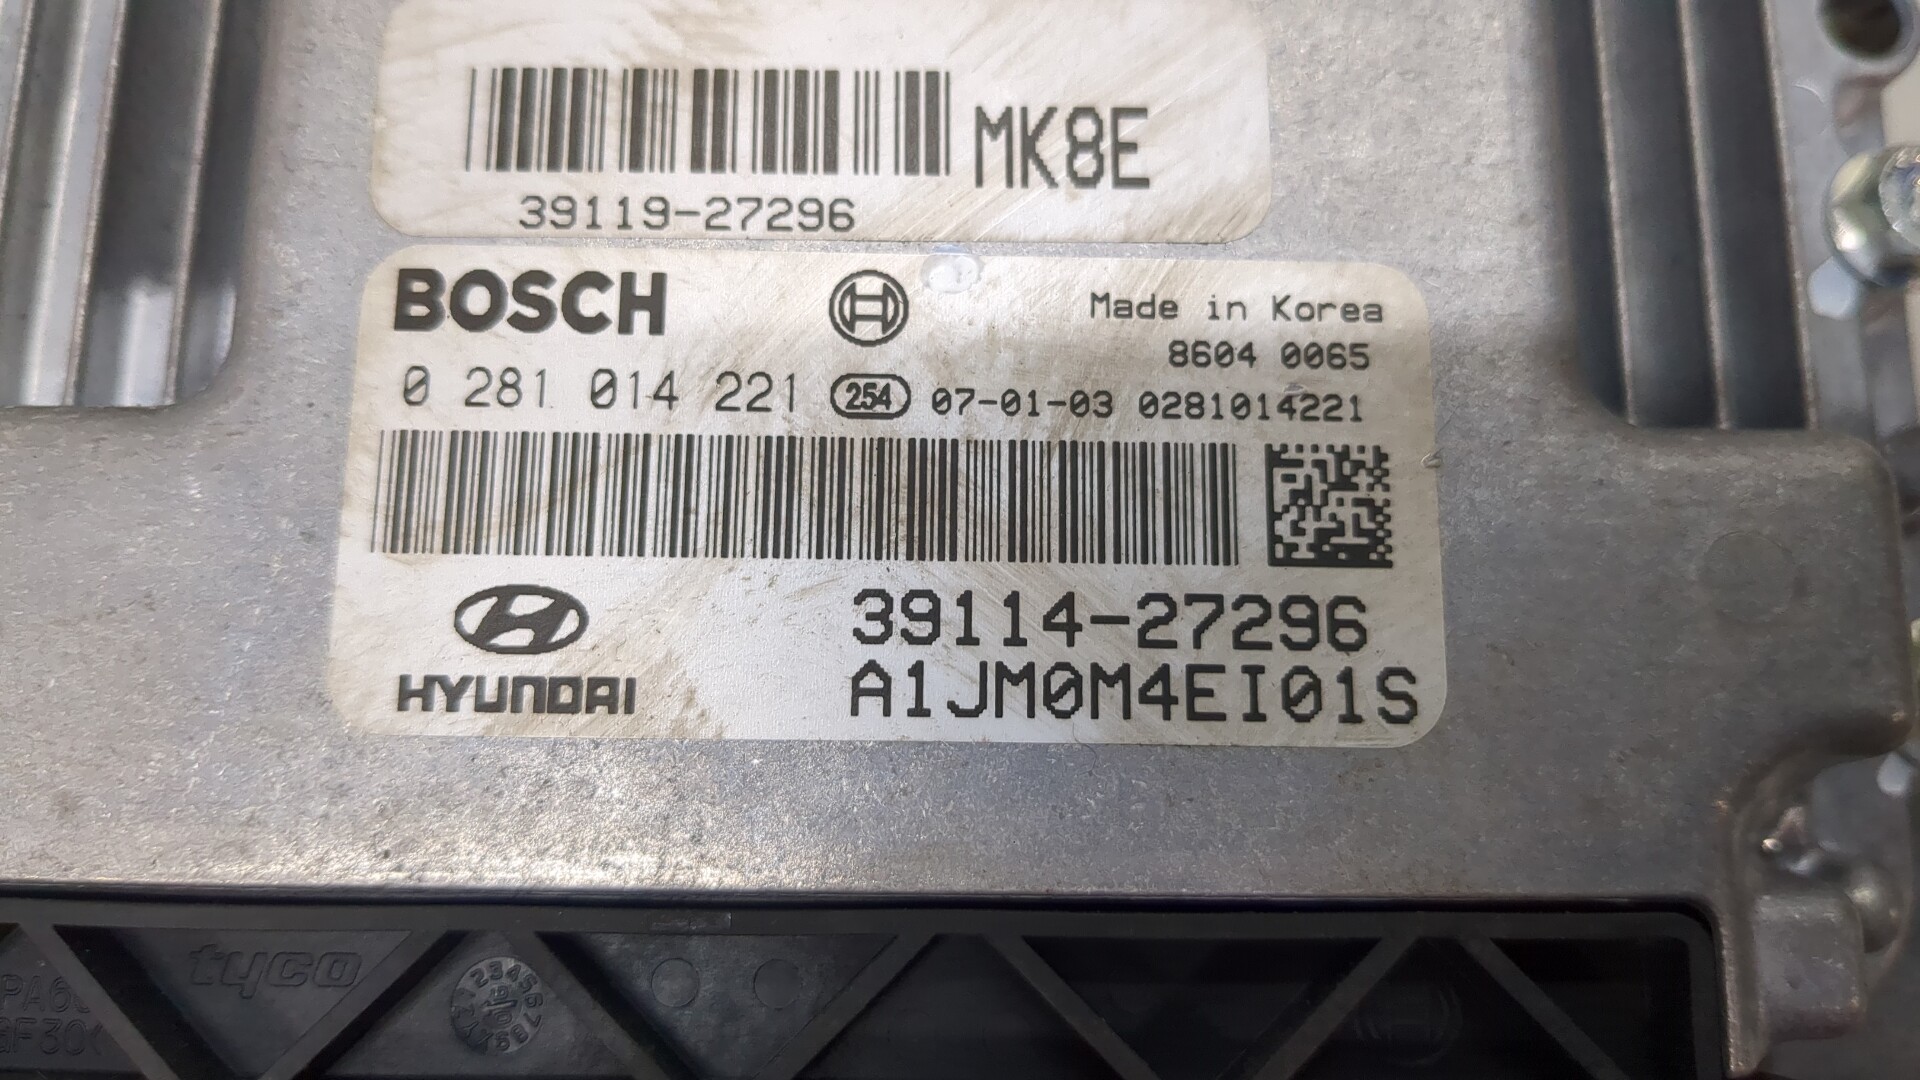 MK8E
39119-27296
BOSCH
Made in Korea
8604 0065
0 281 014 221 254 07-01-03 0281014221
39114-27296
HYUNDAI A1JM0M4EI01S
tyco